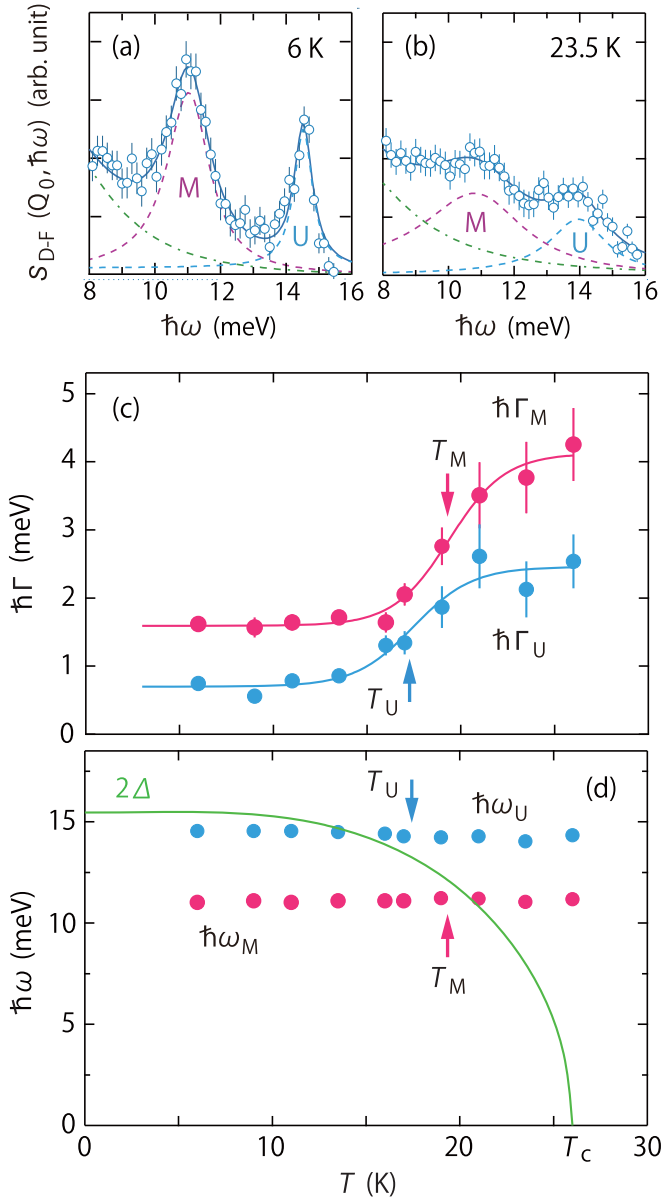 S_D-F (Q_0, ħω) (arb. unit)
(a) 6 K
M
U
8 10 12 14 16
ħω (meV)
(b) 23.5 K
M
U
8 10 12 14 16
ħω (meV)
(c)
ħΓ_M
T_M
ħΓ_U
T_U
5
4
3
2
1
0
ħΓ (meV)
(d)
2Δ
T_U
ħω_U
ħω_M
T_M
15
10
5
0
ħω (meV)
0 10 20 T_c 30
T (K)